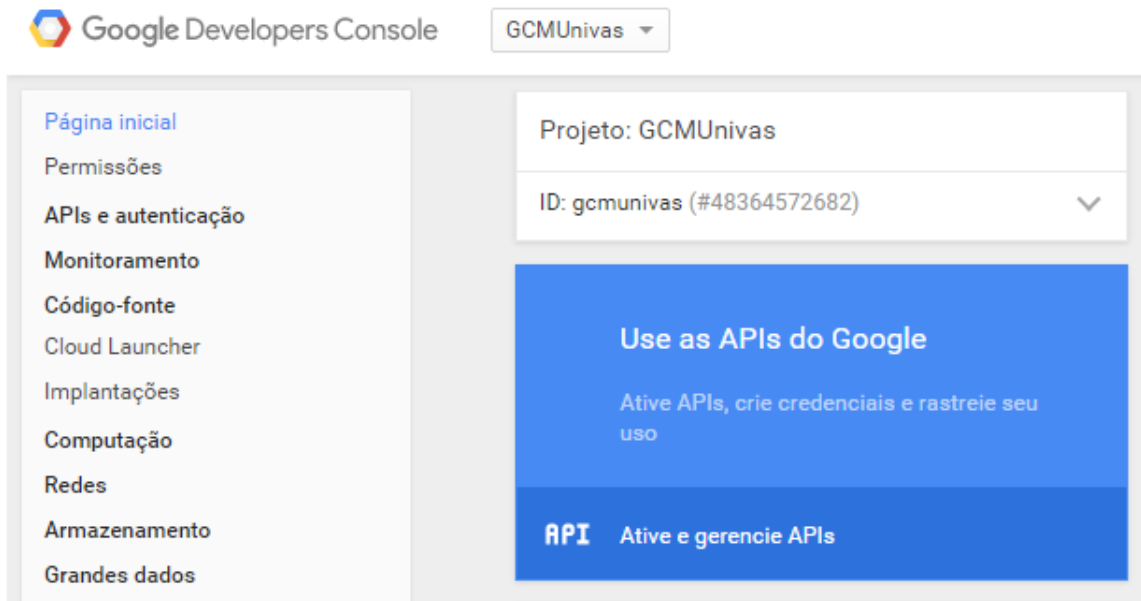 Google Developers Console
GCMUnivas
Página inicial
Permissões
APIs e autenticação
Monitoramento
Código-fonte
Cloud Launcher
Implantações
Computação
Redes
Armazenamento
Grandes dados
Projeto: GCMUnivas
ID: gcmunivas (#48364572682)
Use as APIs do Google
Ative APIs, crie credenciais e rastreie seu
uso
API Ative e gerencie APIs